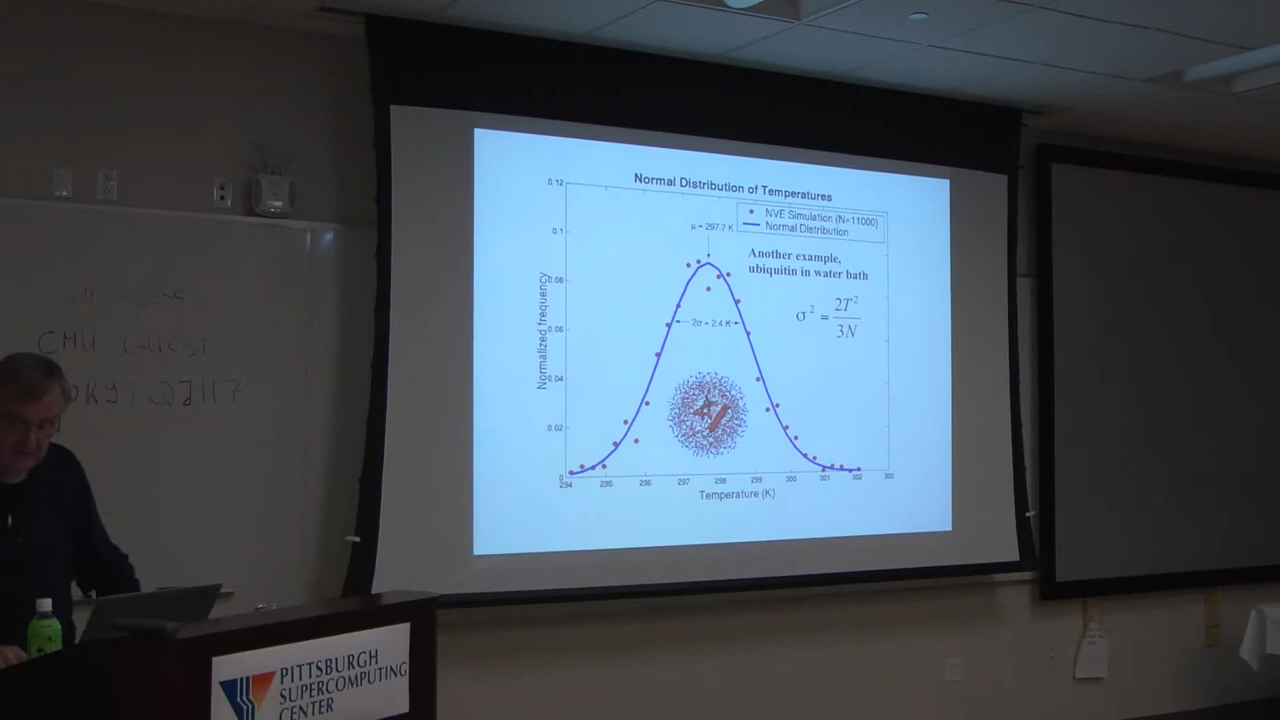 Normal Distribution of Temperatures
0.12
0.1
0.08
0.06
0.04
0.02
0
Normalized frequency
294
295
296
297
298
299
300
301
302
303
Temperature (K)
NVE Simulation (N=11000)
Normal Distribution
μ = 297.7 K
Another example,
ubiquitin in water bath
σ² = 2T²/3N
2σ = 2.4 K
CMU GUEST
PITTSBURGH
SUPERCOMPUTING
CENTER